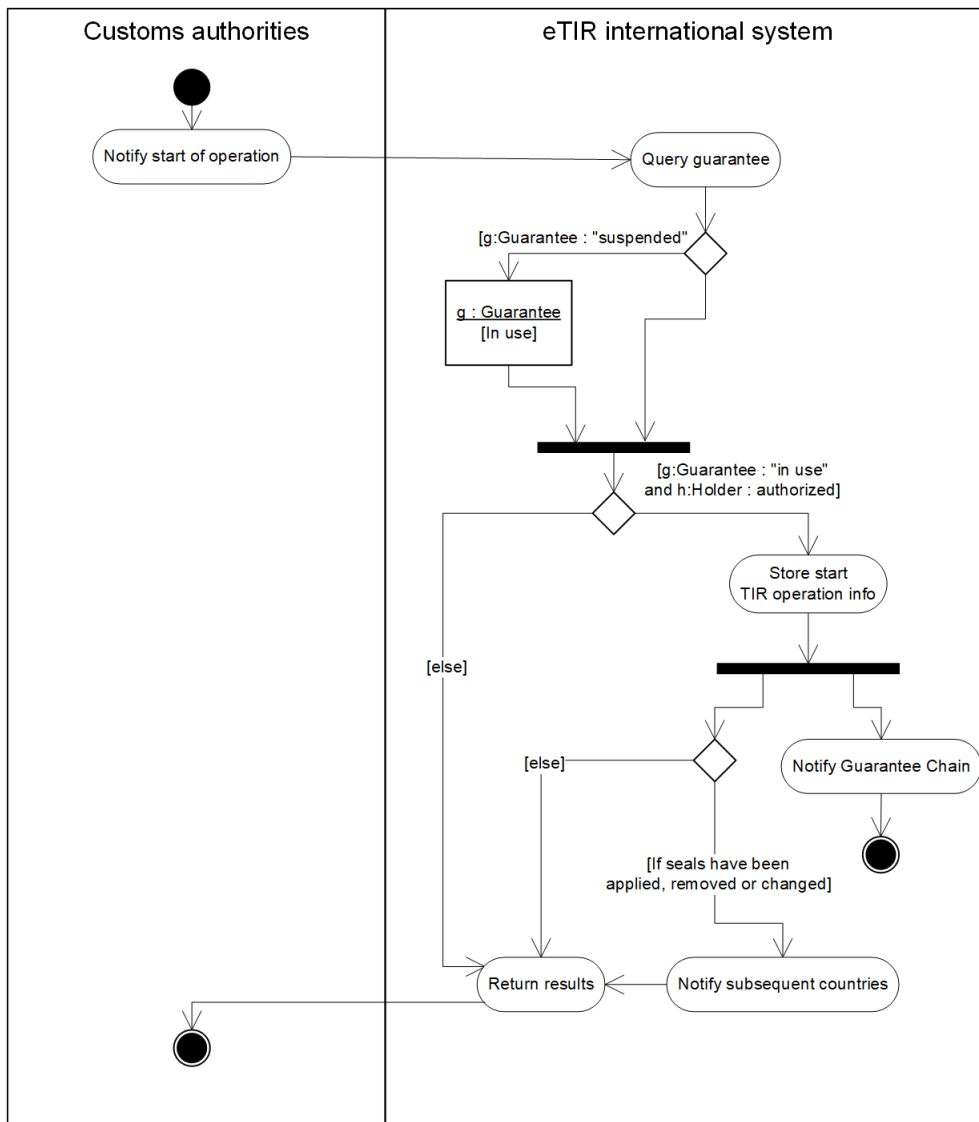 Customs authorities
eTIR international system
Notify start of operation
Query guarantee
[g:Guarantee : "suspended"
g : Guarantee
[In use]
[g:Guarantee : "in use"
and h:Holder : authorized]
Store start
TIR operation info
[else]
[else]
Notify Guarantee Chain
[If seals have been
applied, removed or changed]
Return results
Notify subsequent countries